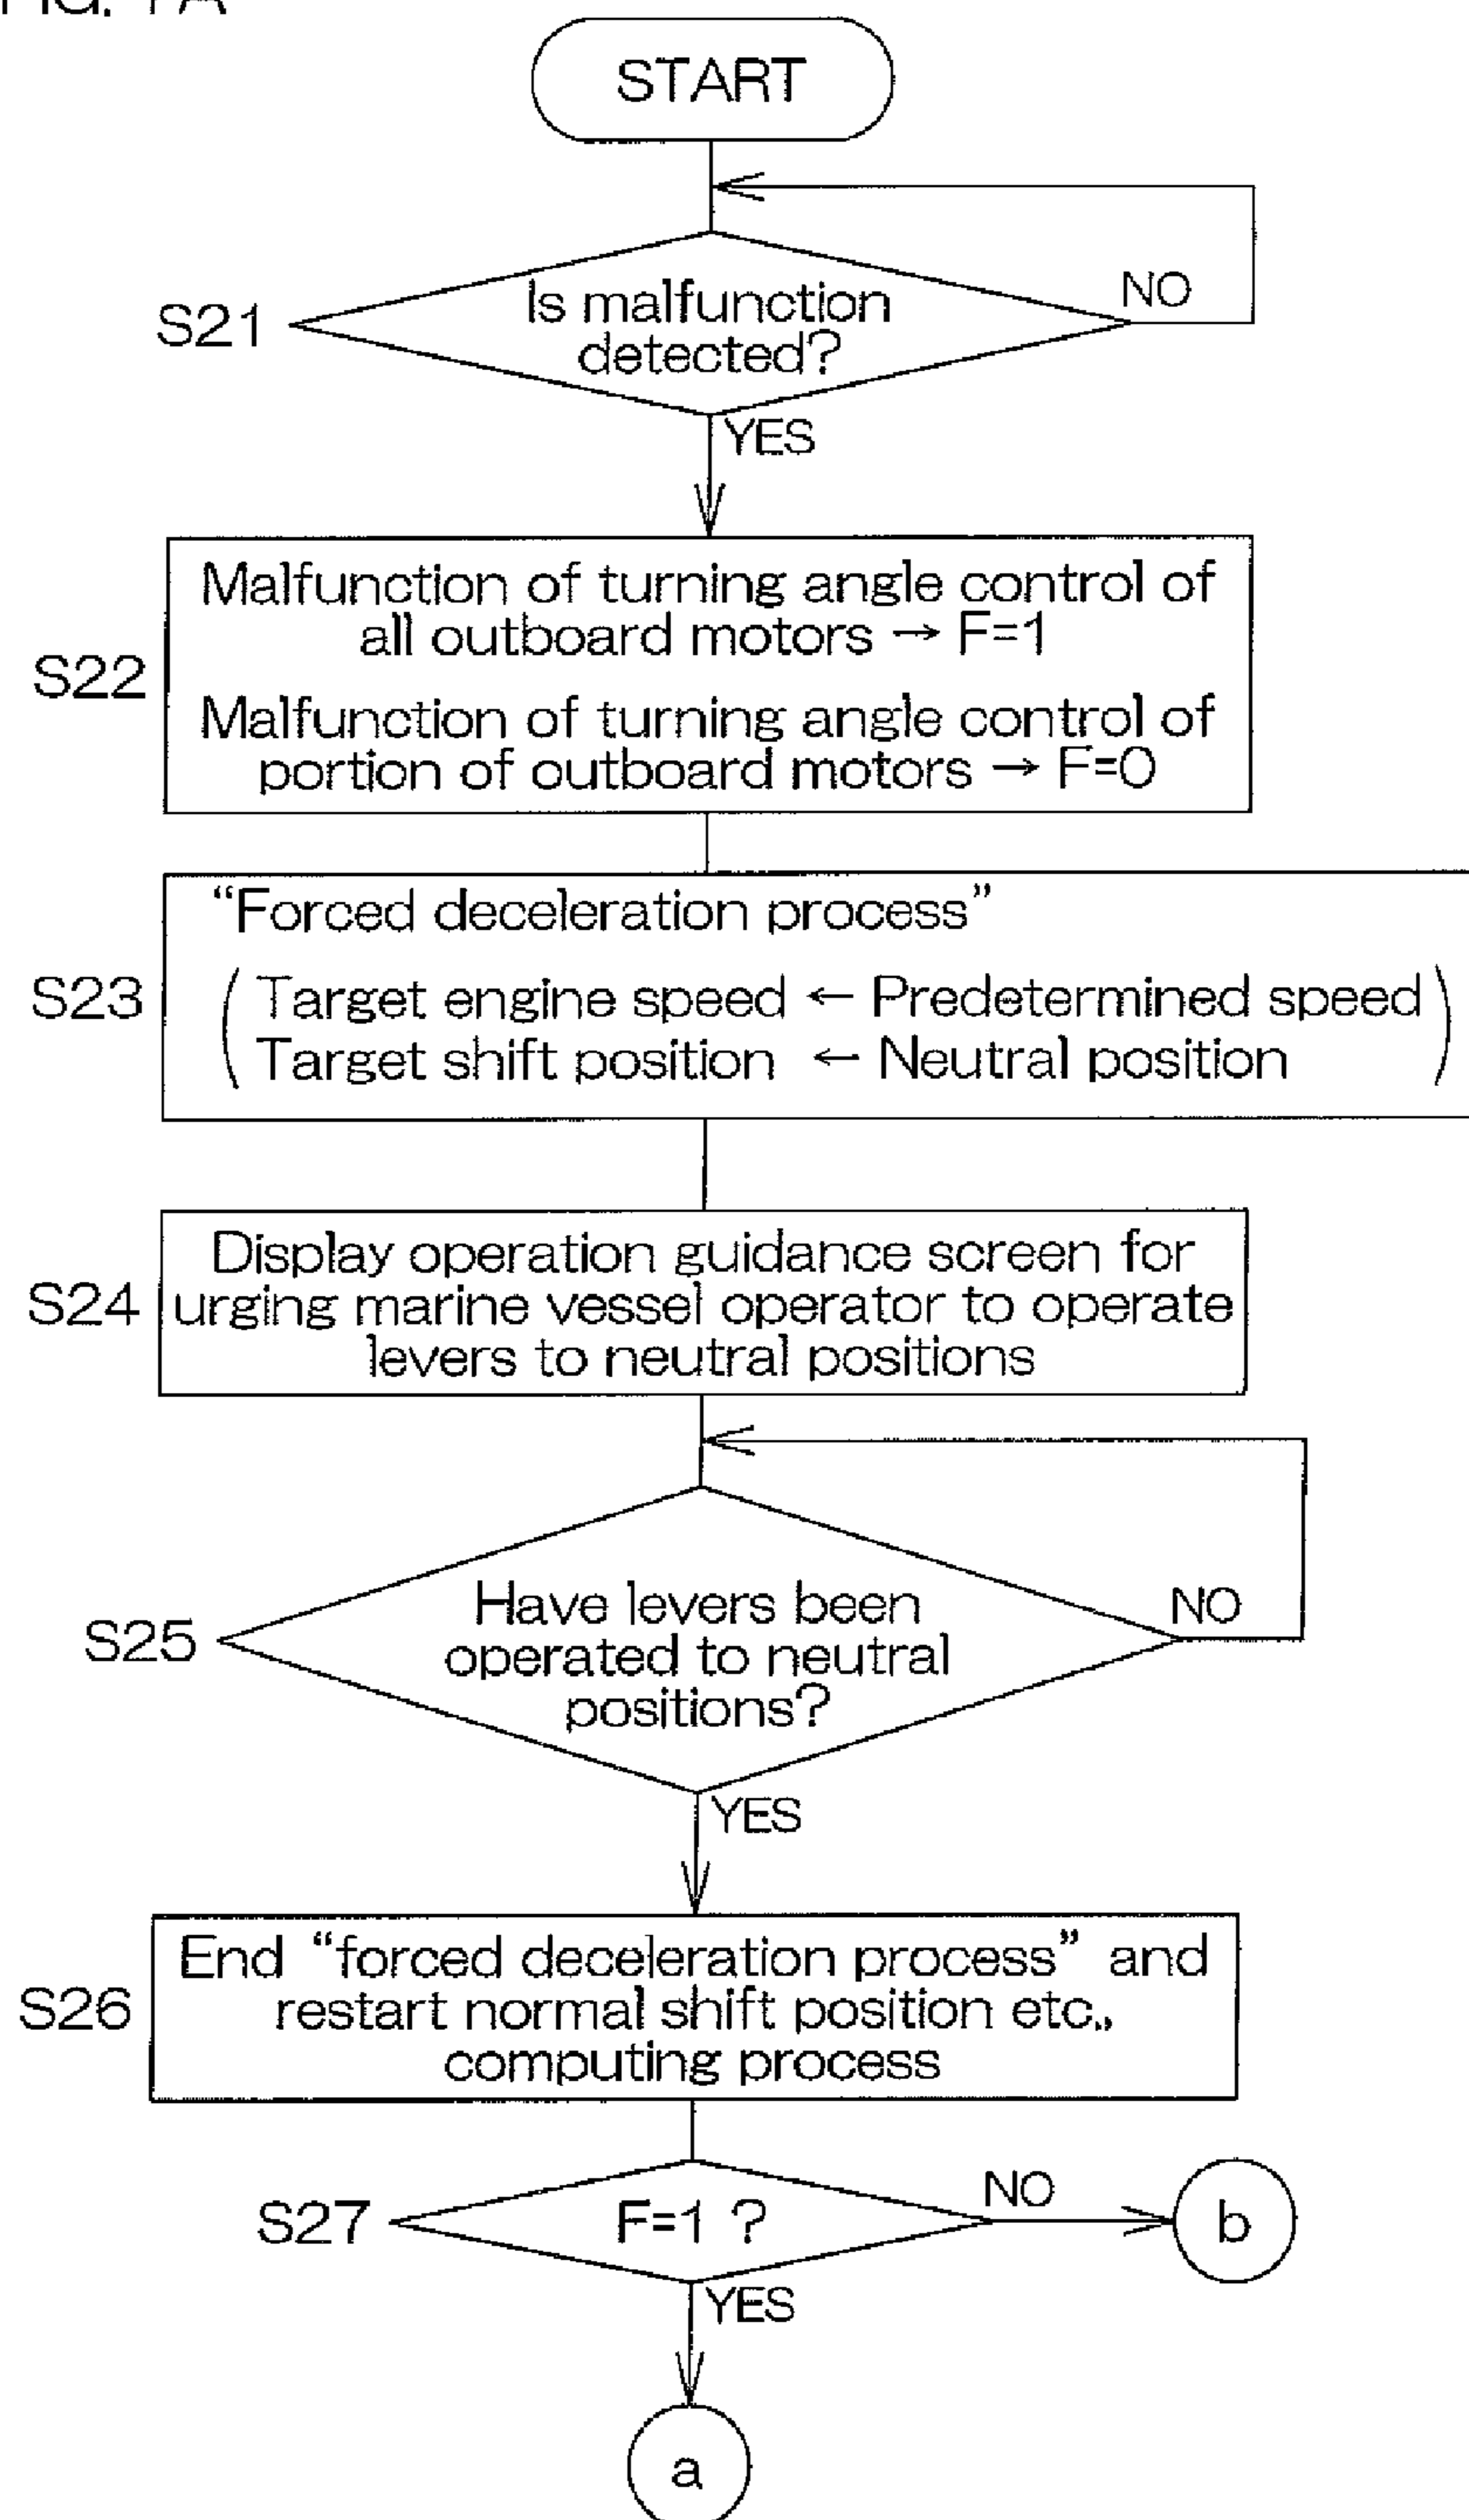 START
NO
S21
Is malfunction
detected?
YES
S22
Malfunction of turning angle control of
all outboard motors → F=1
Malfunction of turning angle control of
portion of outboard motors → F=0
S23
“Forced deceleration process”
Target engine speed ← Predetermined speed
Target shift position ← Neutral position
S24
Display operation guidance screen for
urging marine vessel operator to operate
levers to neutral positions
NO
S25
Have levers been
operated to neutral
positions?
YES
S26
End “forced deceleration process” and
restart normal shift position etc.,
computing process
S27
F=1 ?
NO
b
YES
a